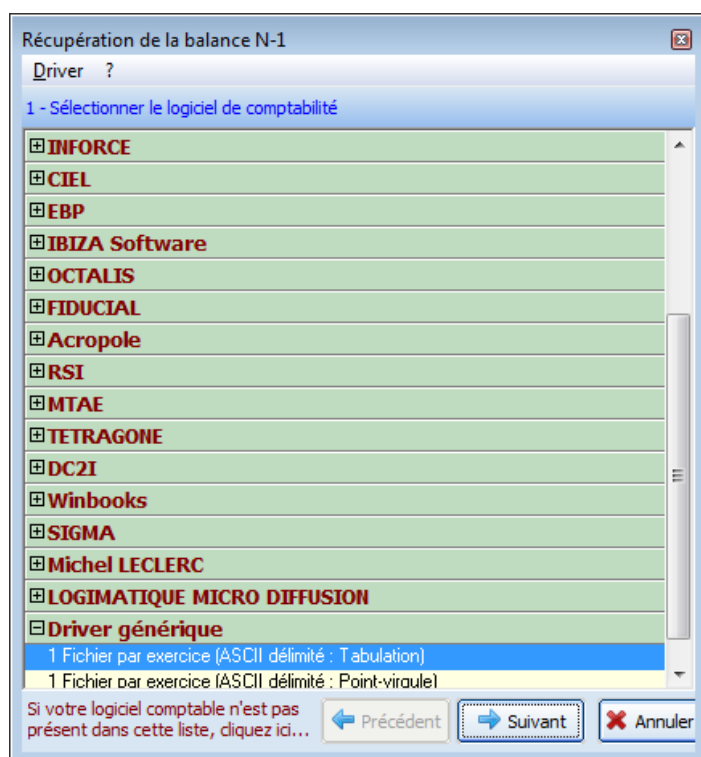 Récupération de la balance N-1
Driver ?
1 - Sélectionner le logiciel de comptabilité
INFORCE
CIEL
EBP
IBIZA Software
OCTALIS
FIDUCIAL
Acropole
RSI
MTAE
TETRAGONE
DC2I
Winbooks
SIGMA
Michel LECLERC
LOGIMATIQUE MICRO DIFFUSION
Driver générique
1 Fichier par exercice (ASCII délimité : Tabulation)
1 Fichier par exercice (ASCII délimité : Point-virgule)
Si votre logiciel comptable n'est pas
présent dans cette liste, cliquez ici...
Précédent
Suivant
Annuler